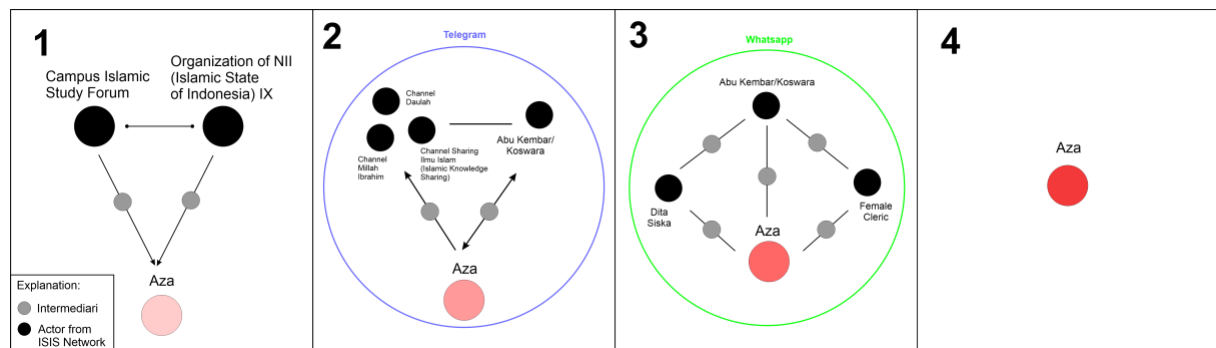 1
Campus Islamic
Study Forum
Organization of NII
(Islamic State
of Indonesia) IX
Aza
Explanation:
Intermediari
Actor from
ISIS Network
2
Telegram
Channel
Daulah
Channel
Millah
Ibrahim
Channel Sharing
Ilmu Islam
(Islamic Knowledge
Sharing)
Abu Kembar/
Koswara
Aza
3
Whatsapp
Abu Kembar/Koswara
Dita
Siska
Female
Cleric
Aza
4
Aza